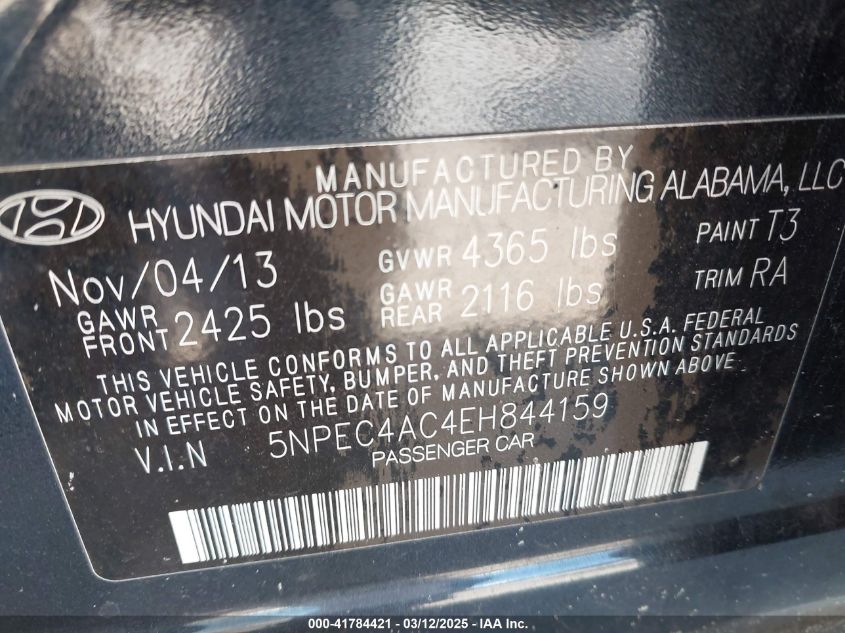 MANUFACTURED BY
HYUNDAI MOTOR MANUFACTURING ALABAMA, LLC
Nov/04/13 GVWR 4365 lbs PAINT T3
GAWR FRONT 2425 lbs GAWR REAR 2116 lbs TRIM RA
THIS VEHICLE CONFORMS TO ALL APPLICABLE U.S.A. FEDERAL
MOTOR VEHICLE SAFETY, BUMPER, AND THEFT PREVENTION STANDARDS
IN EFFECT ON THE DATE OF MANUFACTURE SHOWN ABOVE
V.I.N 5NPEC4AC4EH844159
PASSENGER CAR
000-41784421 - 03/12/2025 - © IAA Inc.